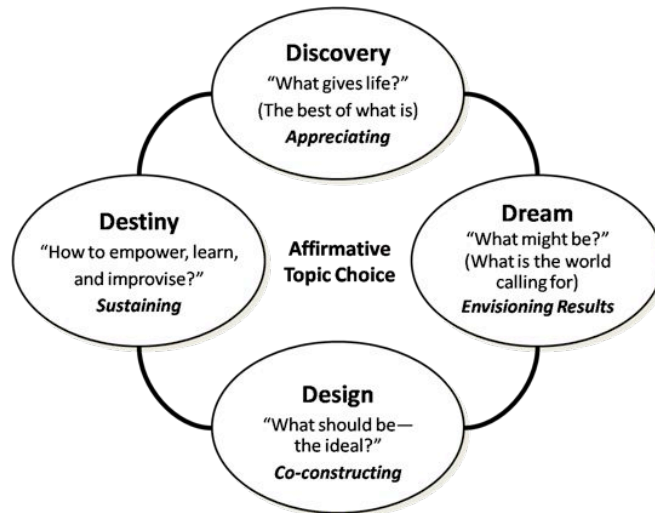 Discovery
“What gives life?”
(The best of what is)
Appreciating
Destiny
“How to empower, learn,
and improvise?”
Sustaining
Affirmative
Topic Choice
Dream
“What might be?”
(What is the world
calling for)
Envisioning Results
Design
“What should be—
the ideal?”
Co-constructing